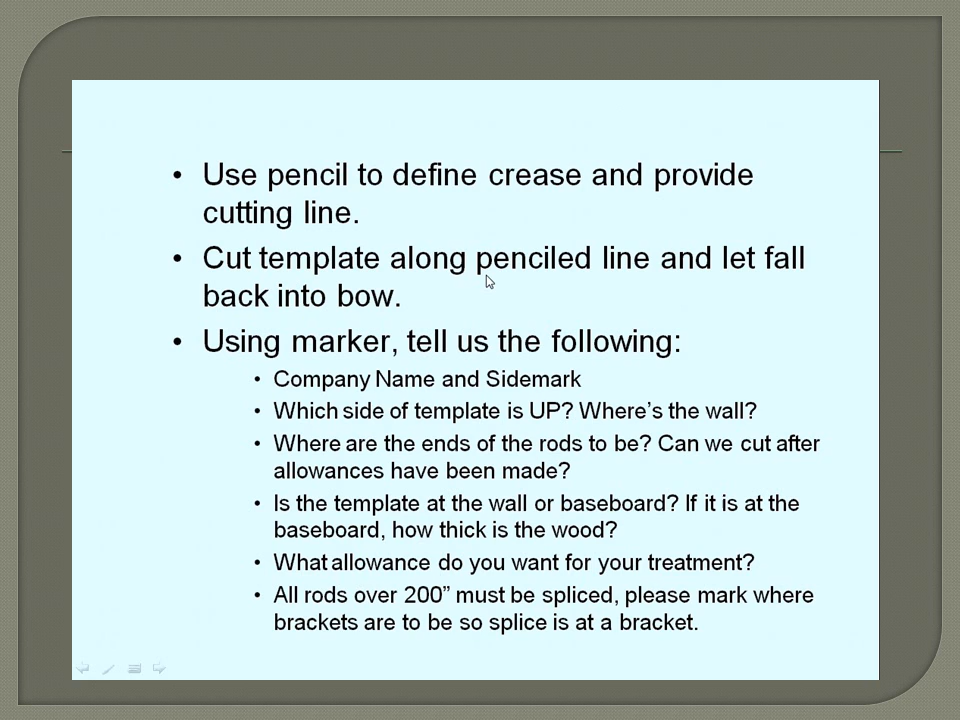 • Use pencil to define crease and provide
cutting line.
• Cut template along penciled line and let fall
back into bow.
• Using marker, tell us the following:
• Company Name and Sidemark
• Which side of template is UP? Where’s the wall?
• Where are the ends of the rods to be? Can we cut after
allowances have been made?
• Is the template at the wall or baseboard? If it is at the
baseboard, how thick is the wood?
• What allowance do you want for your treatment?
• All rods over 200” must be spliced, please mark where
brackets are to be so splice is at a bracket.